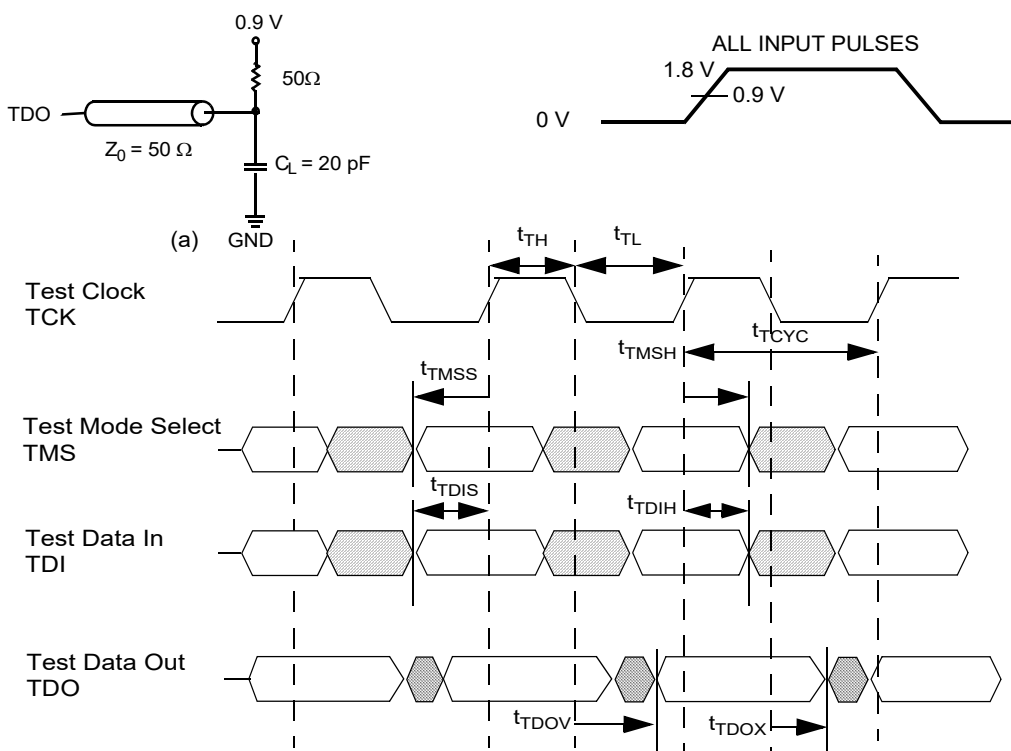 0.9 V
ALL INPUT PULSES
50Ω
1.8 V
0.9 V
TDO
0 V
Z0 = 50 Ω
CL = 20 pF
(a) GND
tTH
tTL
Test Clock
TCK
tTCYC
tTMSH
tTMSS
Test Mode Select
TMS
tTDIS
tTDIH
Test Data In
TDI
Test Data Out
TDO
tTDOV
tTDOX